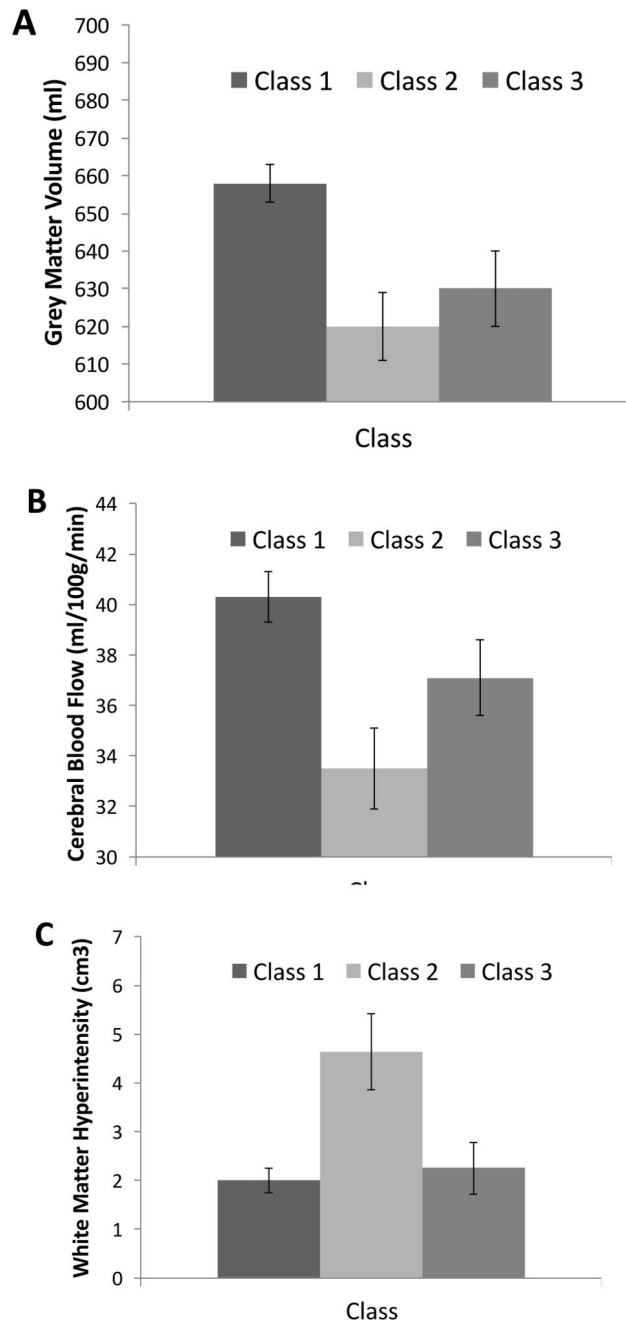 A
Grey Matter Volume (ml)
700
690
680
670
660
650
640
630
620
610
600
Class 1 Class 2 Class 3
Class
B
Cerebral Blood Flow (ml/100g/min)
44
42
40
38
36
34
32
30
Class 1 Class 2 Class 3
C
White Matter Hyperintensity (cm3)
7
6
5
4
3
2
1
0
Class 1 Class 2 Class 3
Class